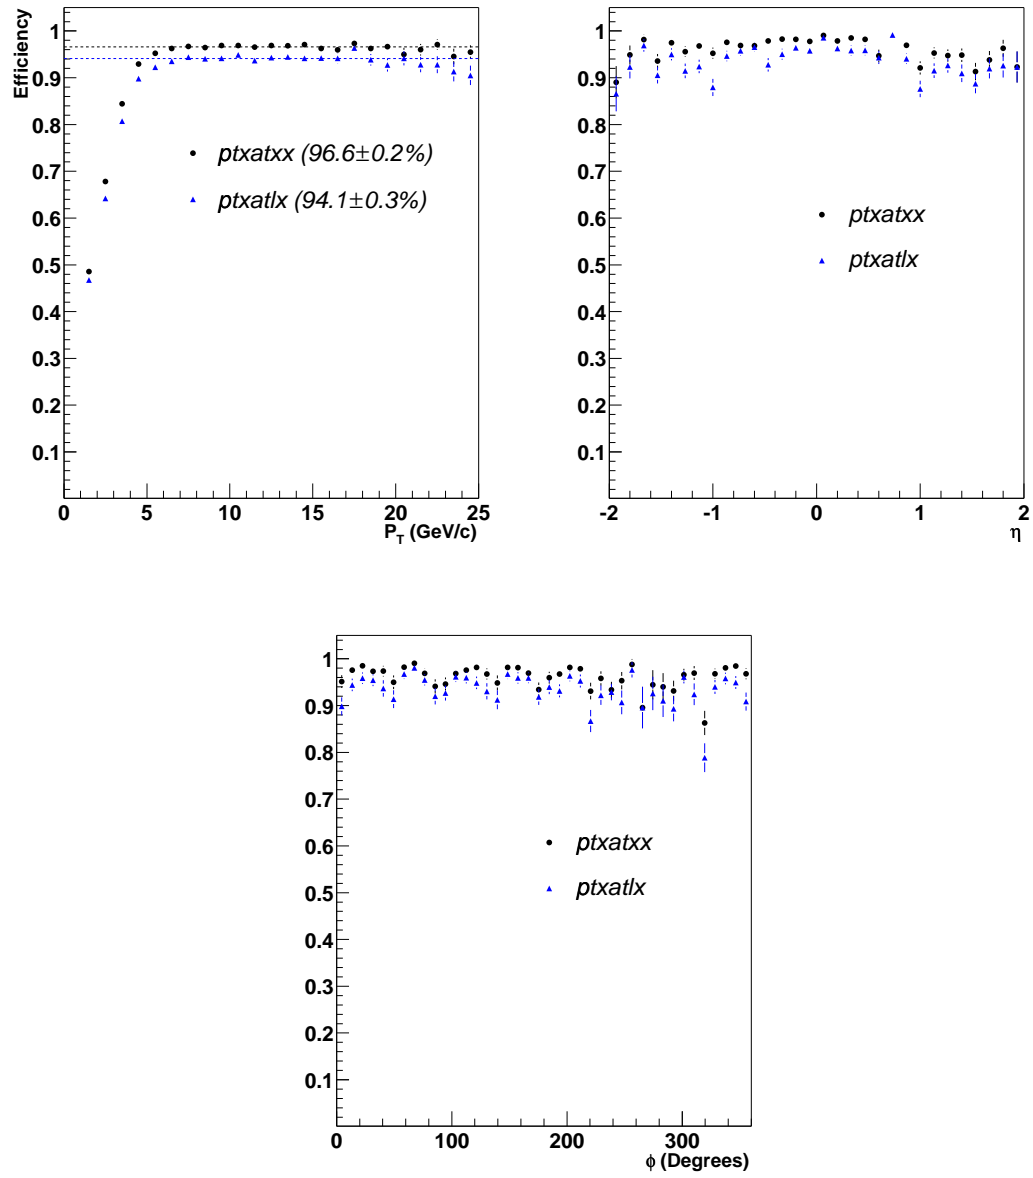 Efficiency
1
0.9
0.8
0.7
0.6
0.5
0.4
0.3
0.2
0.1
ptxatxx (96.6±0.2%)
ptxatlx (94.1±0.3%)
0 5 10 15 20 25
P_T (GeV/c)
1
0.9
0.8
0.7
0.6
0.5
0.4
0.3
0.2
0.1
ptxatxx
ptxatlx
-2 -1 0 1 2
η
1
0.9
0.8
0.7
0.6
0.5
0.4
0.3
0.2
0.1
ptxatxx
ptxatlx
0 100 200 300
ϕ (Degrees)